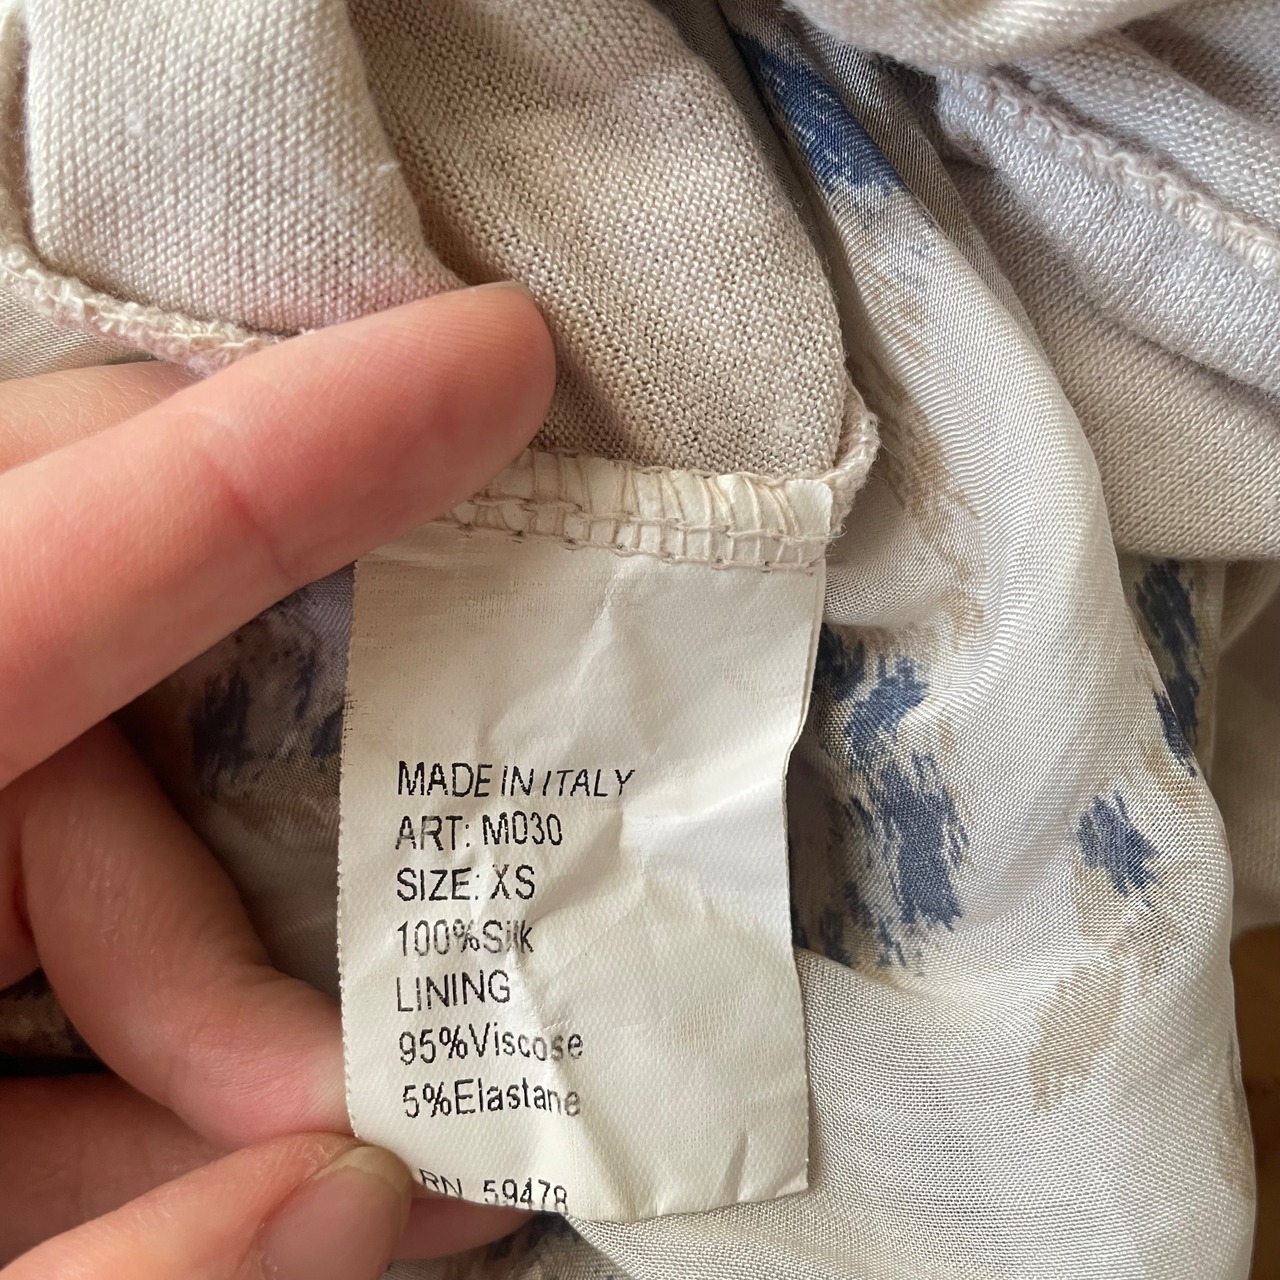 MADE IN ITALY
ART: M030
SIZE: XS
100%Silk
LINING
95%Viscose
5%Elastane
RN 59478